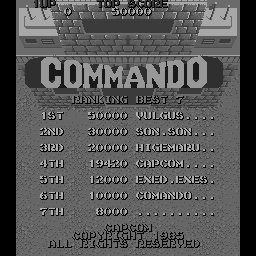 1UP TOP SCORE
0 50000
COMMANDO
RANKING BEST 7
1ST 50000 VULGUS....
2ND 30000 SON.SON...
3RD 20000 HIGEMARU..
4TH 19420 CAPCOM....
5TH 12000 EXED.EXES.
6TH 10000 COMMANDO...
7TH 8000 ..........
CAPCOM
COPYRIGHT 1985
ALL RIGHTS RESERVED